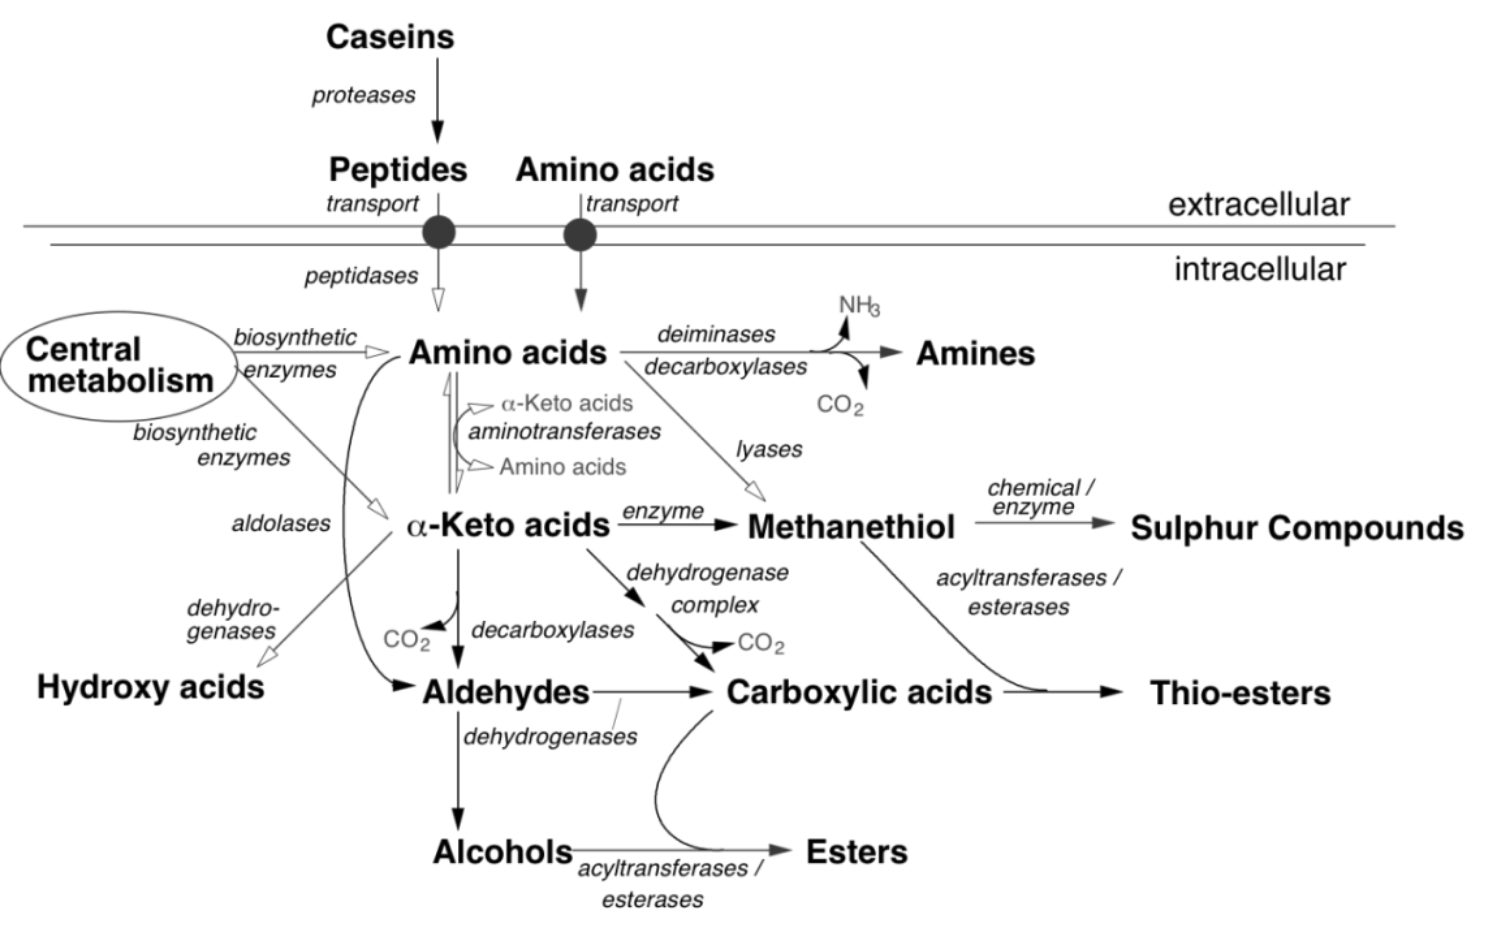 Caseins
proteases
Peptides
Amino acids
transport
transport
extracellular
intracellular
peptidases
NH3
Central
metabolism
biosynthetic
enzymes
Amino acids
deiminases
decarboxylases
Amines
CO2
α-Keto acids
aminotransferases
Amino acids
biosynthetic
enzymes
lyases
aldolases
α-Keto acids
enzyme
Methanethiol
chemical /
enzyme
Sulphur Compounds
dehydrogenase
complex
acyltransferases /
esterases
dehydro-
genases
CO2
decarboxylases
CO2
Hydroxy acids
Aldehydes
Carboxylic acids
Thio-esters
dehydrogenases
Alcohols
acyltransferases /
esterases
Esters